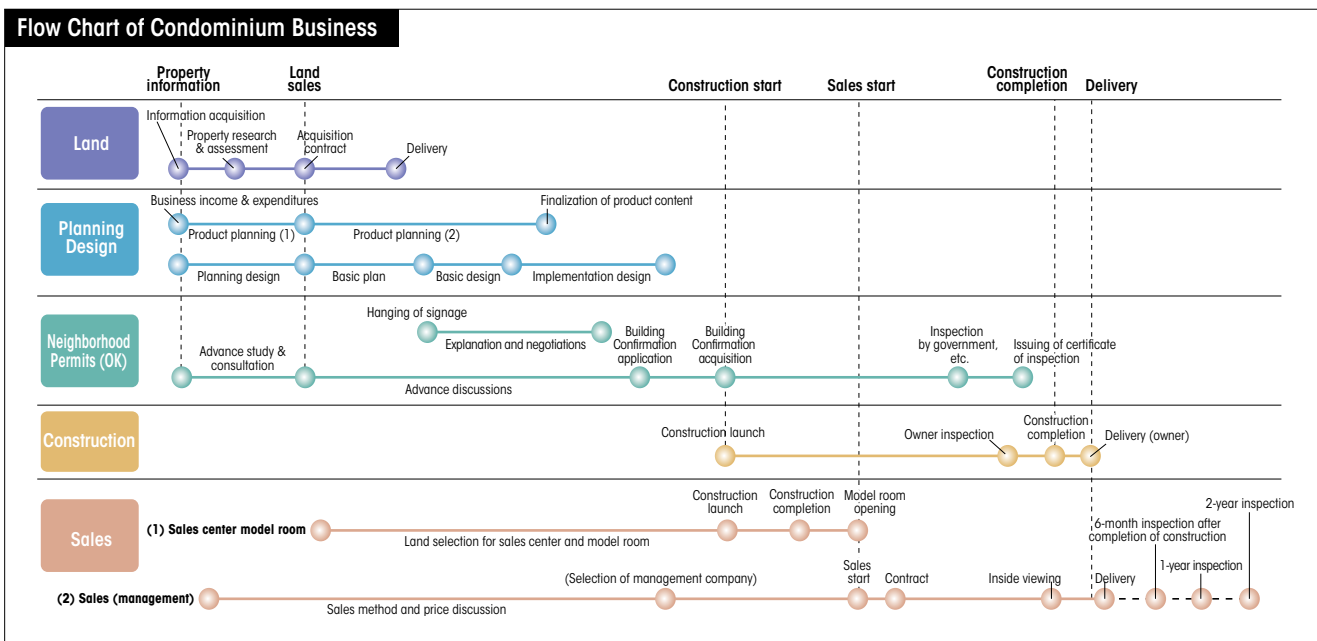 Flow Chart of Condominium Business
Property
information
Land
sales
Construction start
Sales start
Construction
completion
Delivery
Land
Information acquisition
Property research
& assessment
Acquisition
contract
Delivery
Planning
Design
Business income & expenditures
Finalization of product content
Product planning (1)
Product planning (2)
Planning design
Basic plan
Basic design
Implementation design
Neighborhood
Permits (OK)
Hanging of signage
Explanation and negotiations
Advance study &
consultation
Advance discussions
Building
Confirmation
application
Building
Confirmation
acquisition
Inspection
by government,
etc.
Issuing of certificate
of inspection
Construction
Construction launch
Owner inspection
Construction
completion
Delivery (owner)
Sales
(1) Sales center model room
Land selection for sales center and model room
Construction
launch
Construction
completion
Model room
opening
(2) Sales (management)
Sales method and price discussion
(Selection of management company)
Sales
start
Contract
Inside viewing
Delivery
6-month inspection after
completion of construction
1-year inspection
2-year inspection